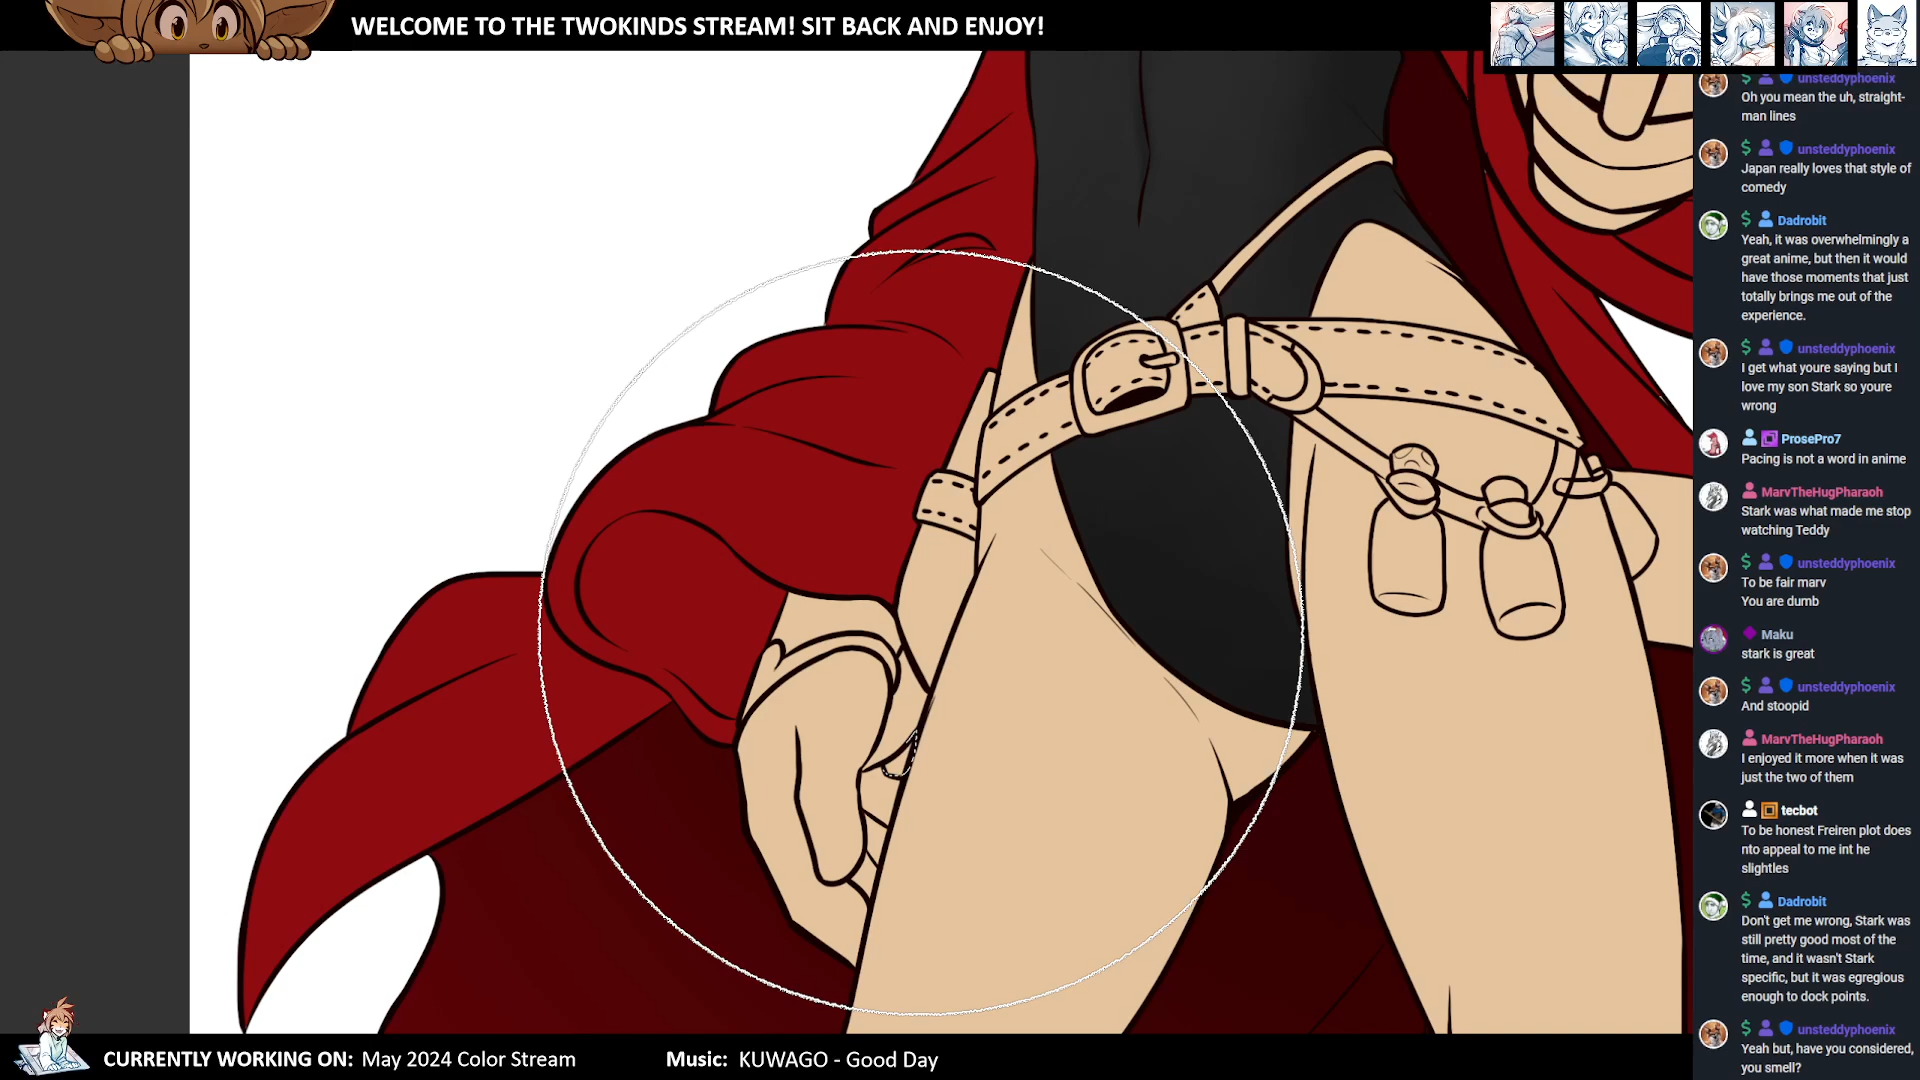 WELCOME TO THE TWOKINDS STREAM! SIT BACK AND ENJOY!
unsteddyphoenix
Oh you mean the uh, straight-
man lines
unsteddyphoenix
Japan really loves that style of
comedy
Dadrobit
Yeah, it was overwhelmingly a
great anime, but then it would
have those moments that just
totally brings me out of the
experience.
unsteddyphoenix
I get what youre saying but I
love my son Stark so youre
wrong
ProsePro7
Pacing is not a word in anime
MarvTheHugPharaoh
Stark was what made me stop
watching Teddy
unsteddyphoenix
To be fair marv
You are dumb
Maku
stark is great
unsteddyphoenix
And stoopid
MarvTheHugPharaoh
I enjoyed it more when it was
just the two of them
tecbot
To be honest Freiren plot does
nto appeal to me int he
slightles
Dadrobit
Don't get me wrong, Stark was
still pretty good most of the
time, and it wasn't Stark
specific, but it was egregious
enough to dock points.
unsteddyphoenix
Yeah but, have you considered,
you smell?
CURRENTLY WORKING ON: May 2024 Color Stream
Music: KUWAGO - Good Day